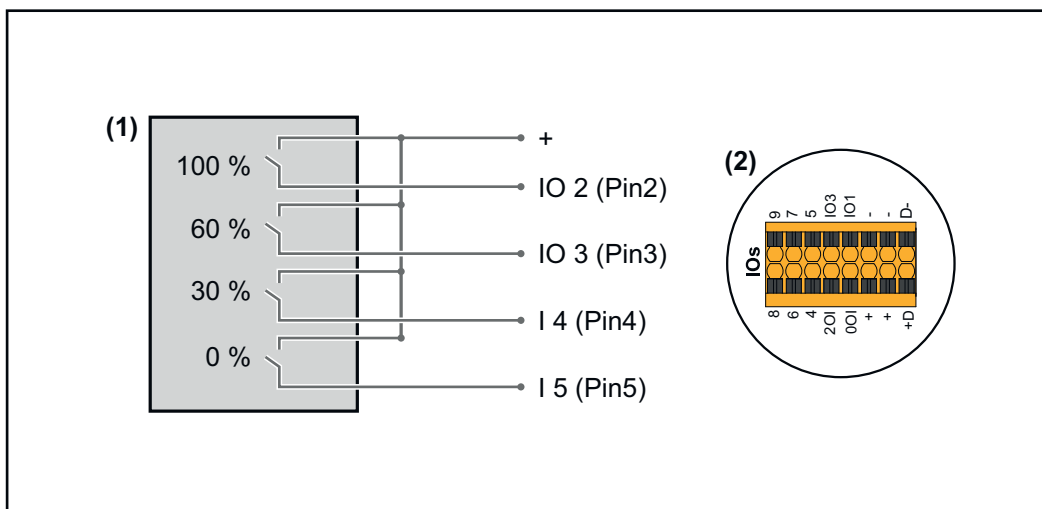 (1)
100 %
60 %
30 %
0 %
+
IO 2 (Pin2)
IO 3 (Pin3)
I 4 (Pin4)
I 5 (Pin5)
(2)
IOs
9 7 5 IO3 IO1 - - D-
8 6 4 IO2 IO0 + + +D